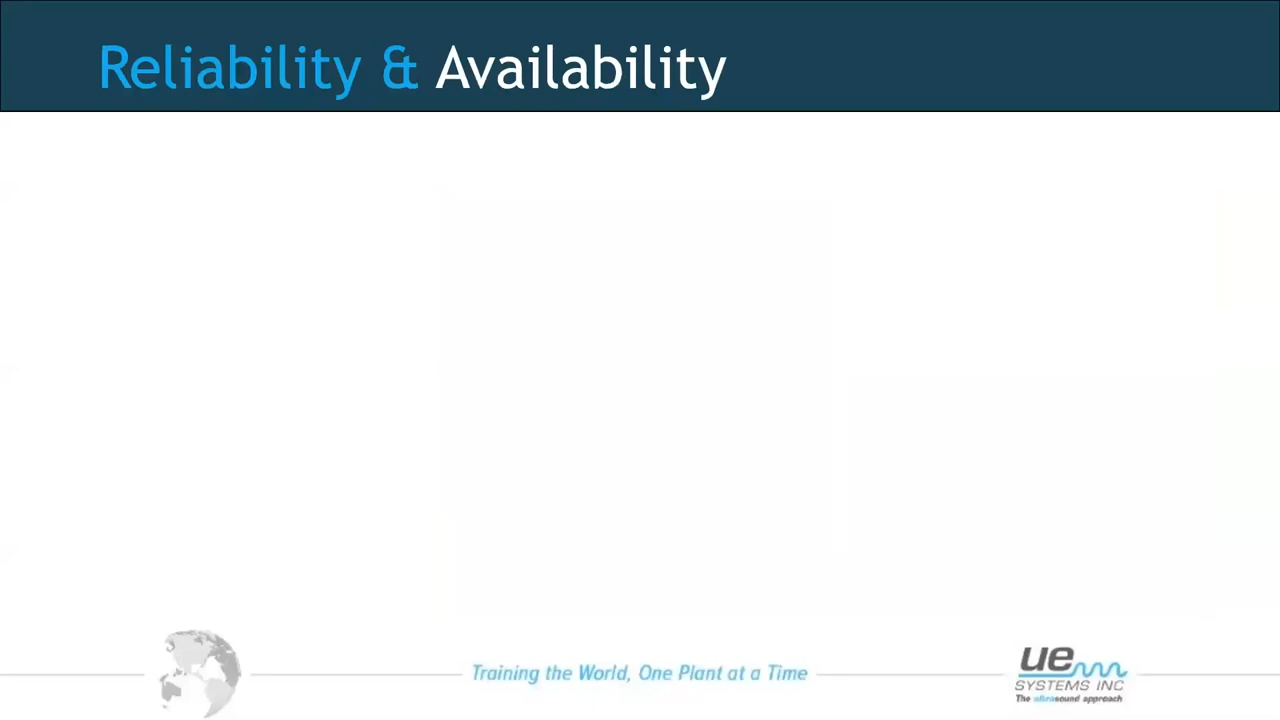 Reliability & Availability
Training the World, One Plant at a Time
ue
SYSTEMS INC
The ultrasound approach